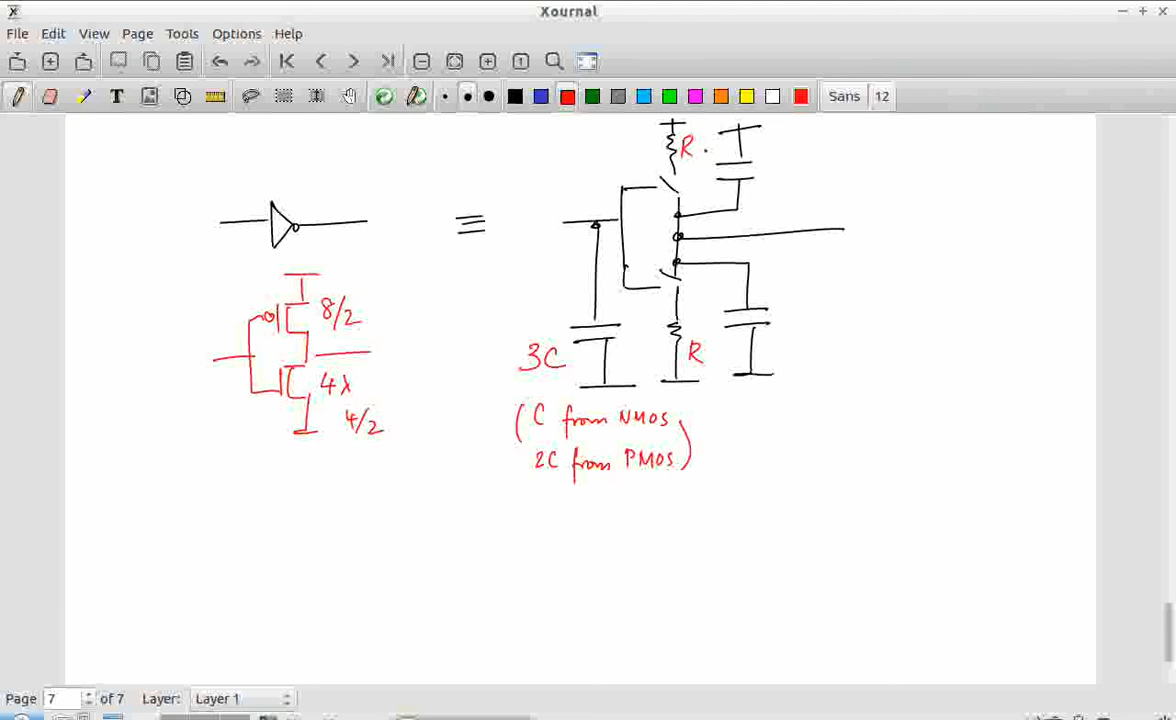 Xournal
File Edit View Page Tools Options Help
Sans 12
R
8/2
4λ
4/2
3C
R
(C from NMOS
2C from PMOS)
Page 7 of 7 Layer: Layer 1